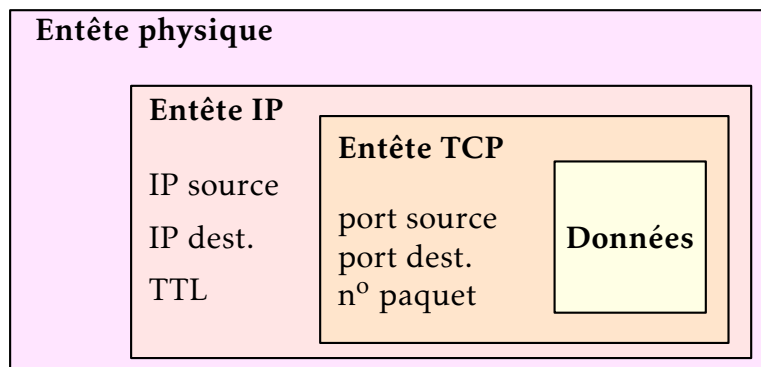 Entête physique
Entête IP
IP source
IP dest.
TTL
Entête TCP
port source
port dest.
nº paquet
Données